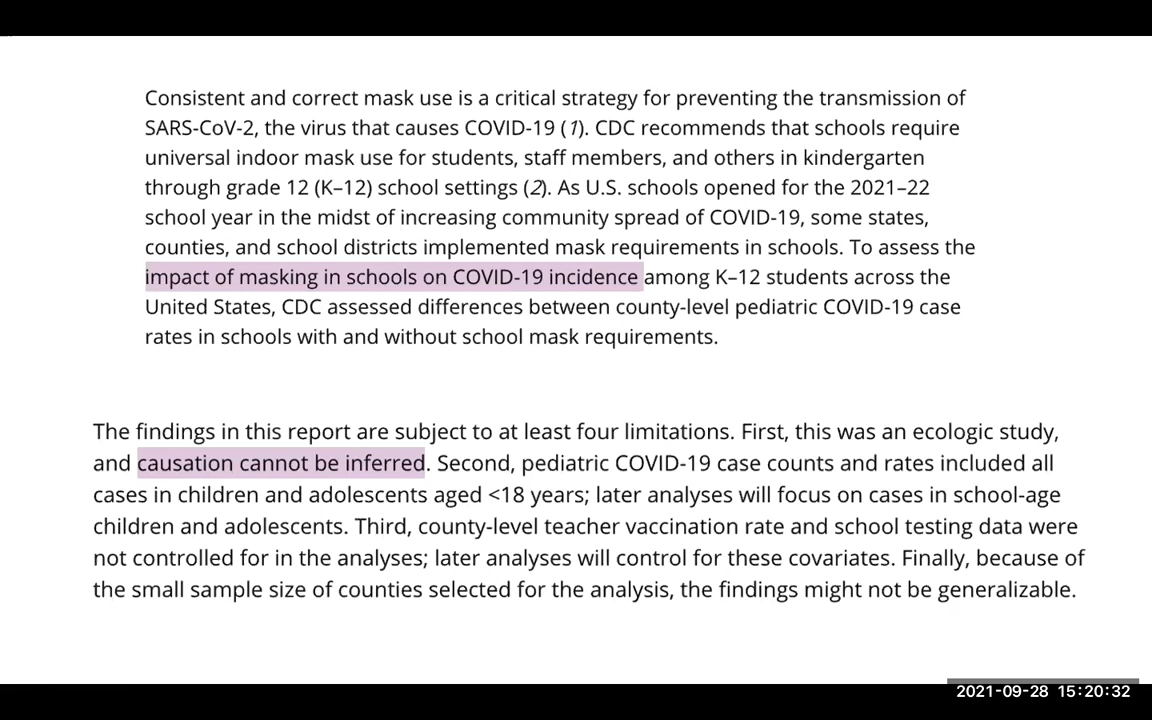 Consistent and correct mask use is a critical strategy for preventing the transmission of
SARS-CoV-2, the virus that causes COVID-19 (1). CDC recommends that schools require
universal indoor mask use for students, staff members, and others in kindergarten
through grade 12 (K–12) school settings (2). As U.S. schools opened for the 2021–22
school year in the midst of increasing community spread of COVID-19, some states,
counties, and school districts implemented mask requirements in schools. To assess the
impact of masking in schools on COVID-19 incidence among K–12 students across the
United States, CDC assessed differences between county-level pediatric COVID-19 case
rates in schools with and without school mask requirements.
The findings in this report are subject to at least four limitations. First, this was an ecologic study,
and causation cannot be inferred. Second, pediatric COVID-19 case counts and rates included all
cases in children and adolescents aged <18 years; later analyses will focus on cases in school-age
children and adolescents. Third, county-level teacher vaccination rate and school testing data were
not controlled for in the analyses; later analyses will control for these covariates. Finally, because of
the small sample size of counties selected for the analysis, the findings might not be generalizable.
2021-09-28 15:20:32